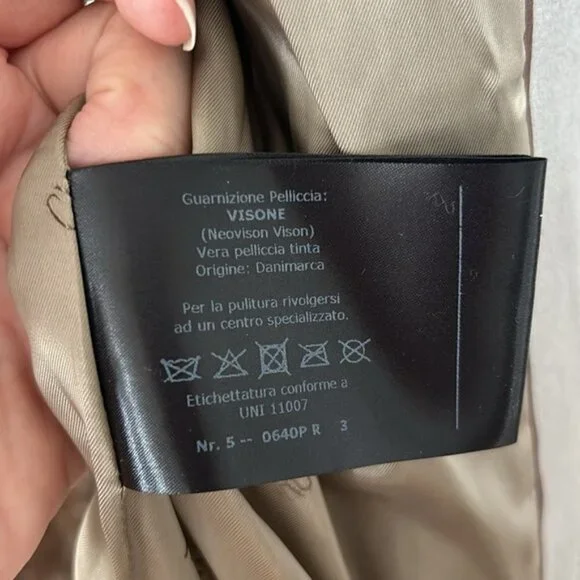 Guarnizione Pelliccia:
VISONE
(Neovison Vison)
Vera pelliccia tinta
Origine: Danimarca
Per la pulitura rivolgersi
ad un centro specializzato.
Etichettatura conforme a
UNI 11007
Nr. 5 -- 0640P R 3